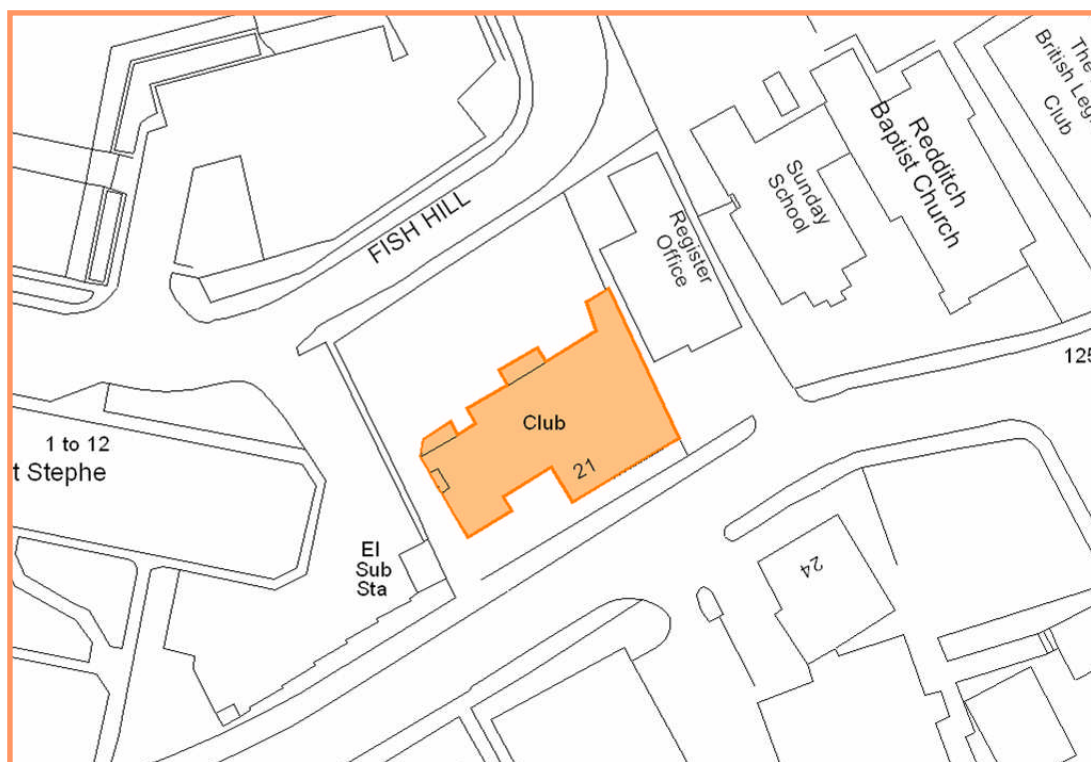 The
British Leg
Club
Redditch
Baptist Church
Sunday
School
FISH HILL
Register
Office
125
Club
21
1 to 12
t Stephe
El
Sub
Sta
24